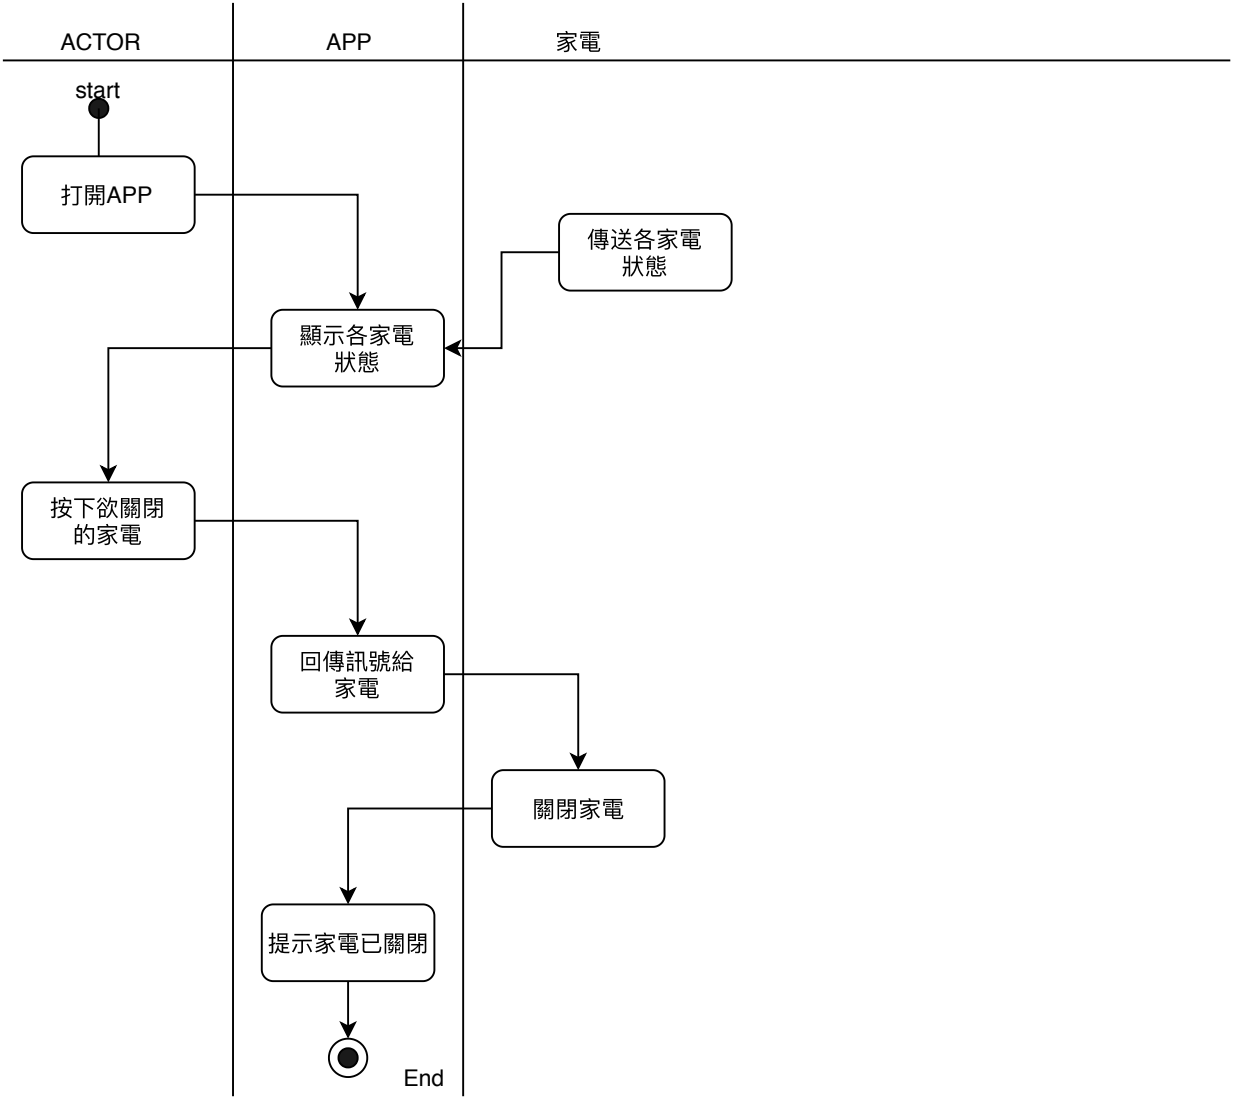 ACTOR
APP
家電
start
打開APP
傳送各家電
狀態
顯示各家電
狀態
按下欲關閉
的家電
回傳訊號給
家電
關閉家電
提示家電已關閉
End